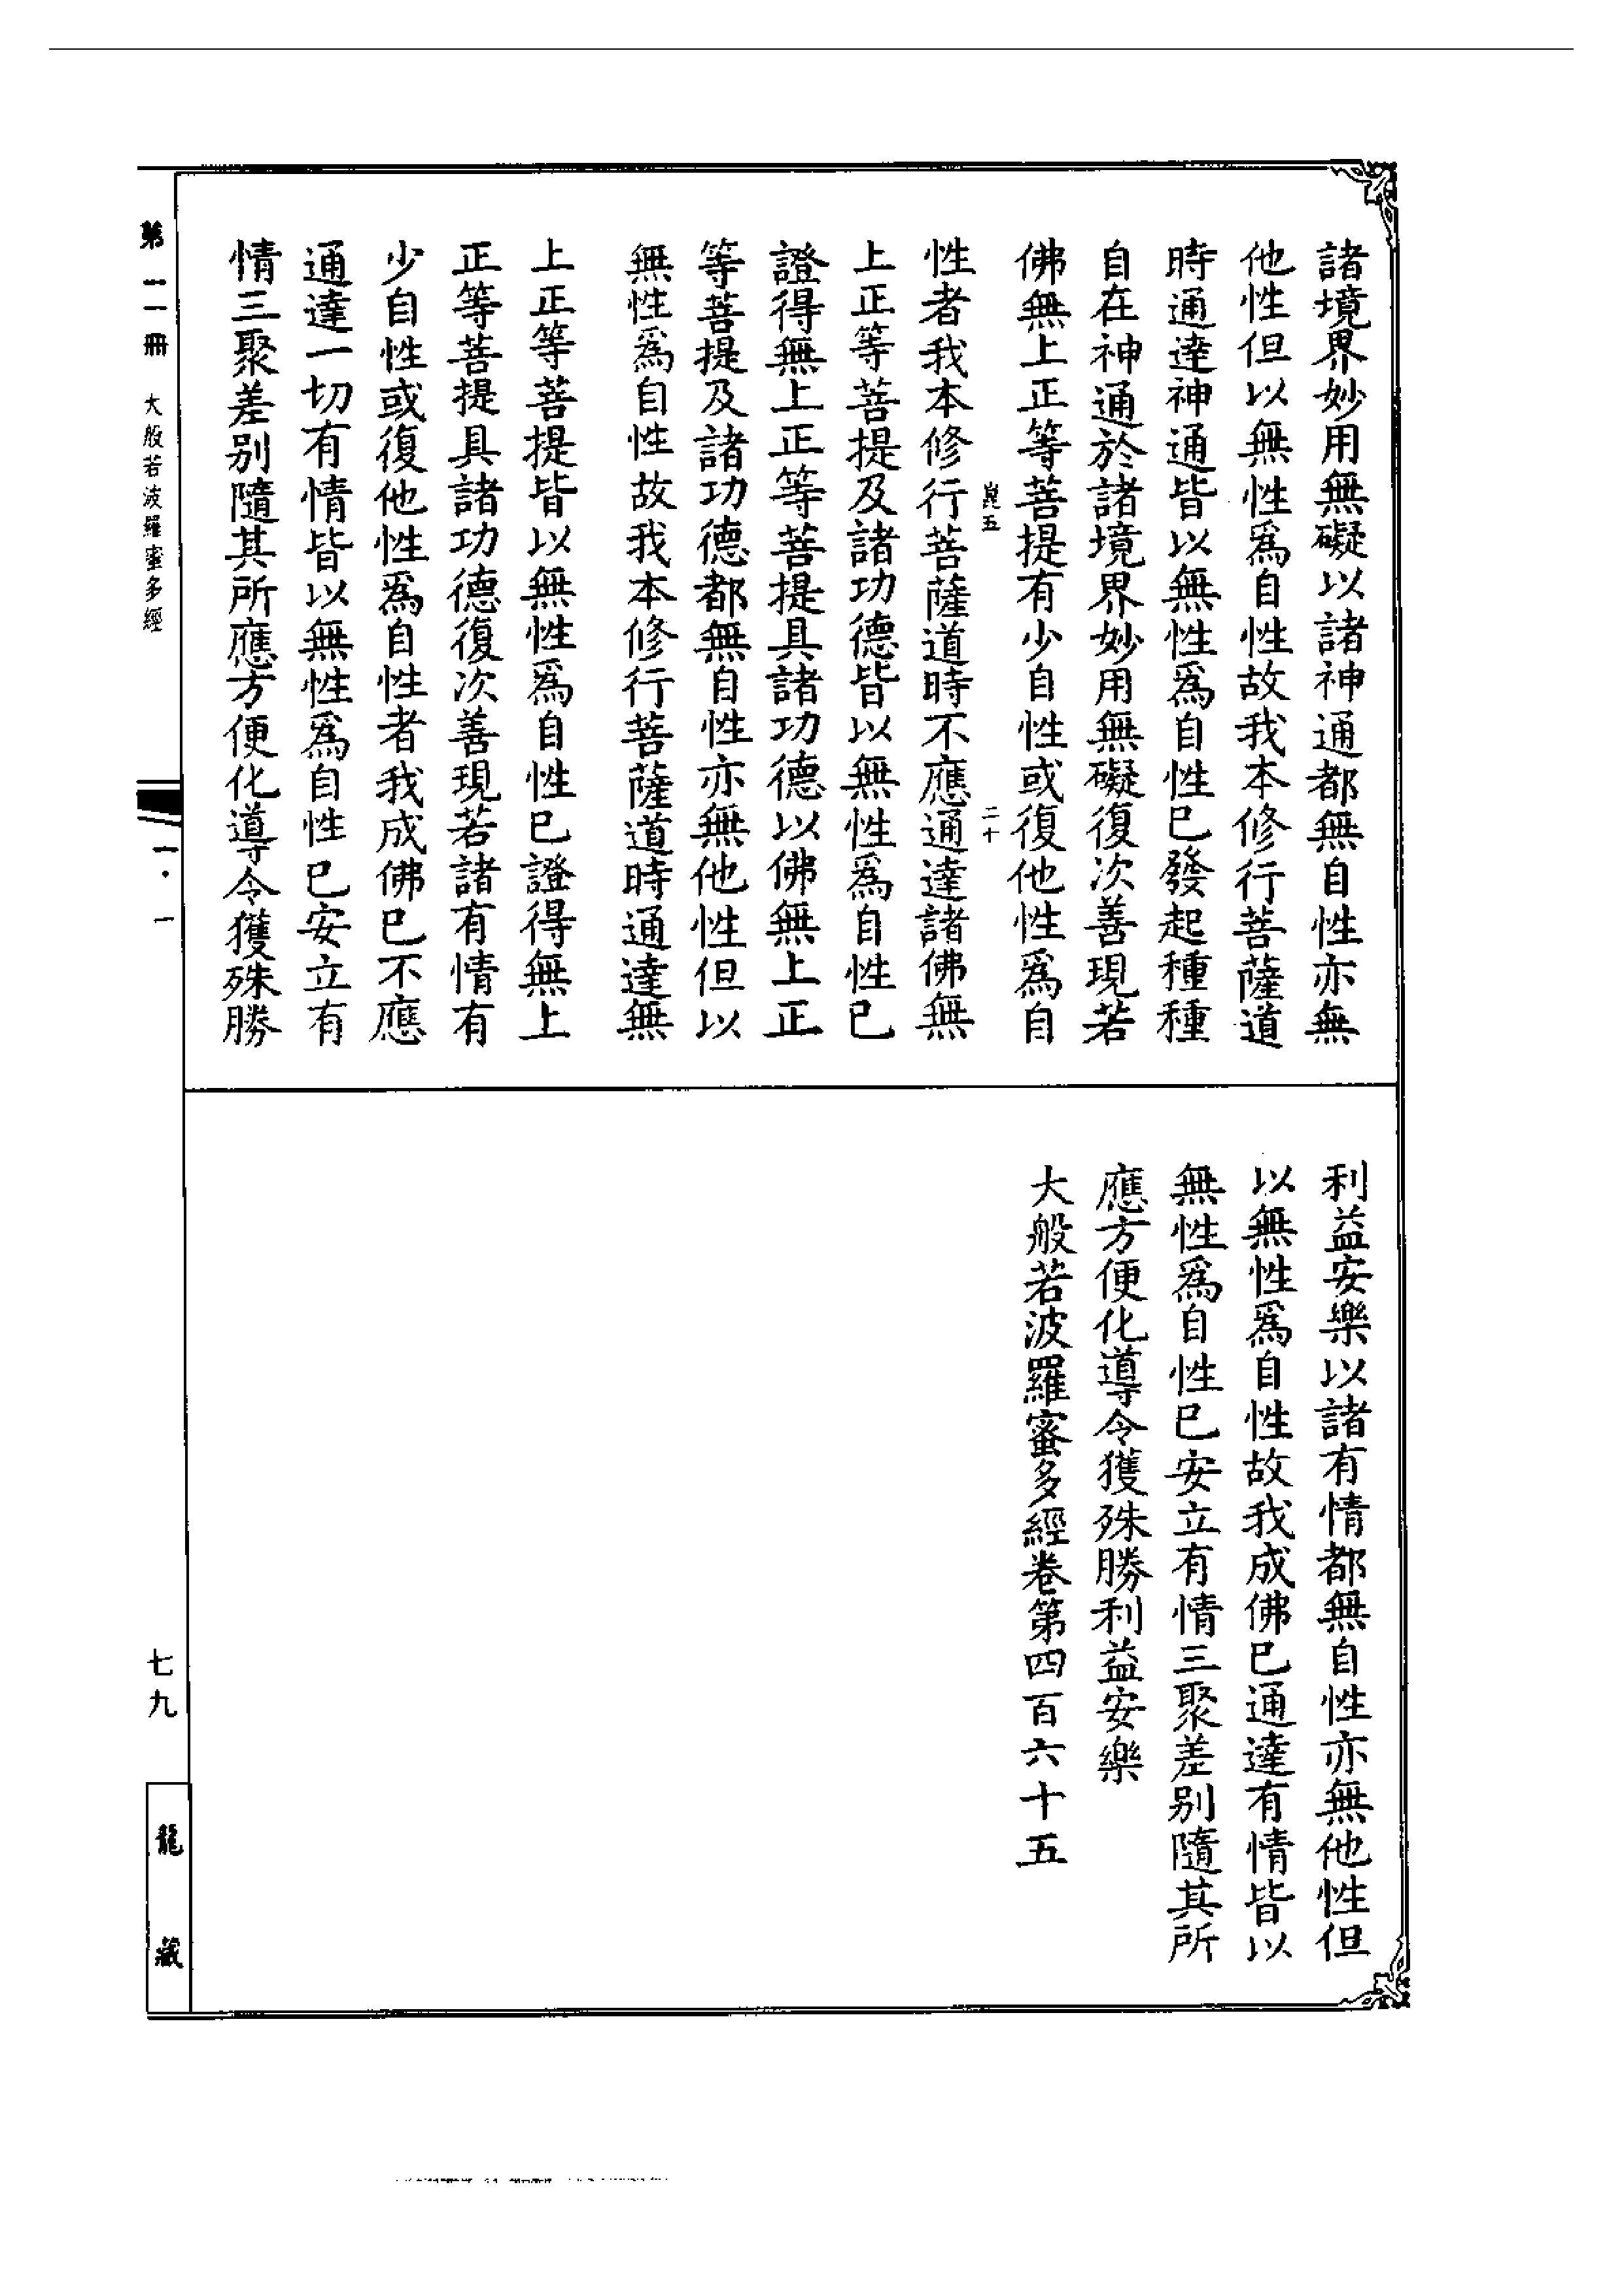 諸境界妙用無礙以諸神通都無自性亦無
他性但以無性爲自性故我本修行菩薩道
時通達神通皆以無性爲自性已發起種種
自在神通於諸境界妙用無礙復次善現若
佛無上正等菩提有少自性或復他性爲自
崑五
二十
性者我本修行菩薩道時不應通達諸佛無
上正等菩提及諸功德皆以無性爲自性已
證得無上正等菩提具諸功德以佛無上正
等菩提及諸功德都無自性亦無他性但以
無性爲自性故我本修行菩薩道時通達無
上正等菩提皆以無性爲自性已證得無上
正等菩提具諸功德復次善現若諸有情有
少自性或復他性爲自性者我成佛已不應
通達一切有情皆以無性爲自性已安立有
情三聚差别隨其所應方便化導令獲殊勝
利益安樂以諸有情都無自性亦無他性但
以無性爲自性故我成佛已通達有情皆以
無性爲自性已安立有情三聚差别隨其所
應方便化導令獲殊勝利益安樂
大般若波羅蜜多經卷第四百六十五
大般若波羅蜜多經
七九
龍藏